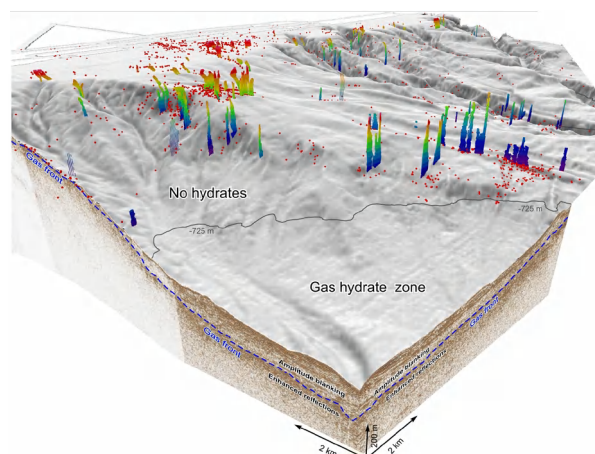 Gas front
No hydrates
-725 m
-725 m
Gas hydrate zone
Gas front
Gas front
Amplitude blanking
Enhanced reflections
Amplitude blanking
Enhanced reflections
2 km
200 m
2 km